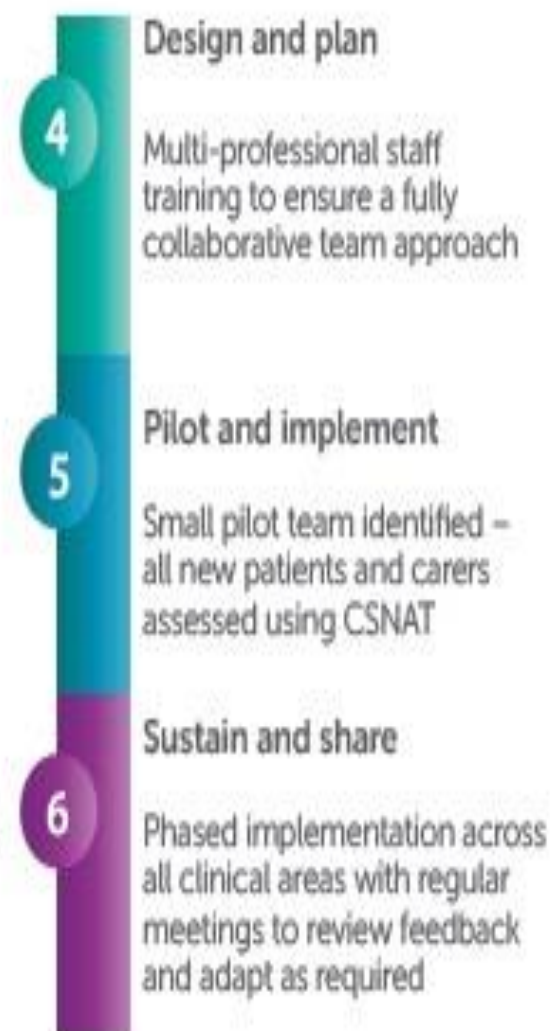 Design and plan
4
Multi-professional staff
training to ensure a fully
collaborative team approach
Pilot and implement
5
Small pilot team identified –
all new patients and carers
assessed using CSNAT
Sustain and share
6
Phased implementation across
all clinical areas with regular
meetings to review feedback
and adapt as required